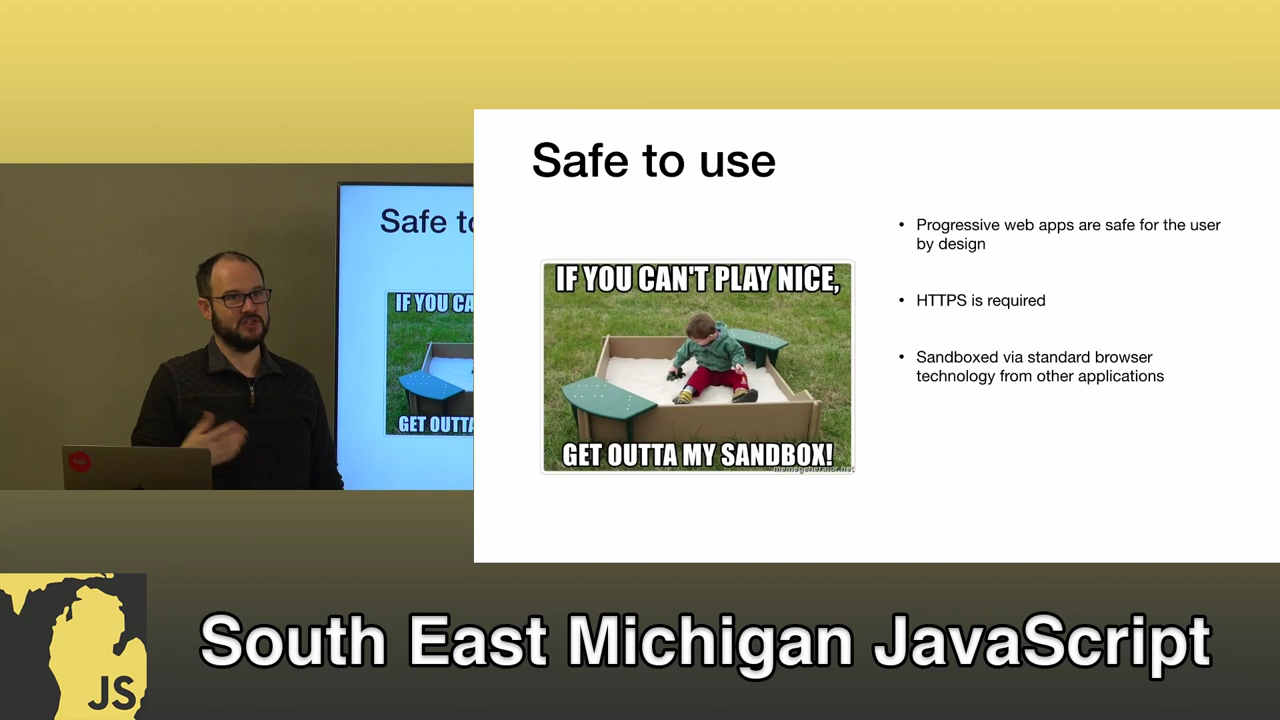 Safe to use
Safe to
IF YOU CA
GET OUTTA
IF YOU CAN'T PLAY NICE,
GET OUTTA MY SANDBOX!
memegenerator.net
• Progressive web apps are safe for the user
by design
• HTTPS is required
• Sandboxed via standard browser
technology from other applications
JS
South East Michigan JavaScript